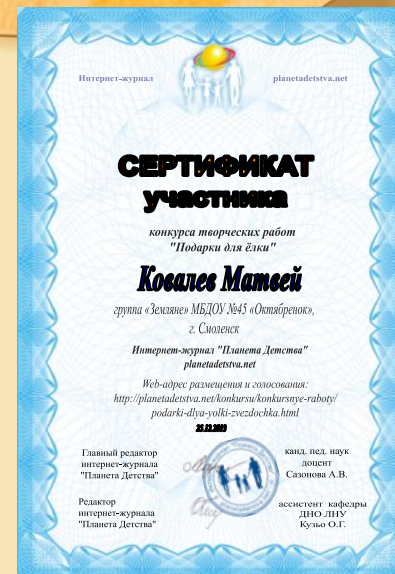 Интернет-журнал
planetadetstva.net
СЕРТИФИКАТ
участника
конкурса творческих работ
"Подарки для ёлки"
Ковалев Матвей
группа «Земляне» МБДОУ №45 «Октябренок»,
г. Смоленск
Интернет-журнал "Планета Детства"
planetadetstva.net
Web-адрес размещения и голосования:
http://planetadetstva.net/konkursu/konkursnye-raboty/
podarki-dlya-yolki-zvezdochka.html
Главный редактор
интернет-журнала
"Планета Детства"
канд. пед. наук
доцент
Сазонова А.В.
Редактор
интернет-журнала
"Планета Детства"
ассистент кафедры
ДНО ЛНУ
Кузьо О.Г.